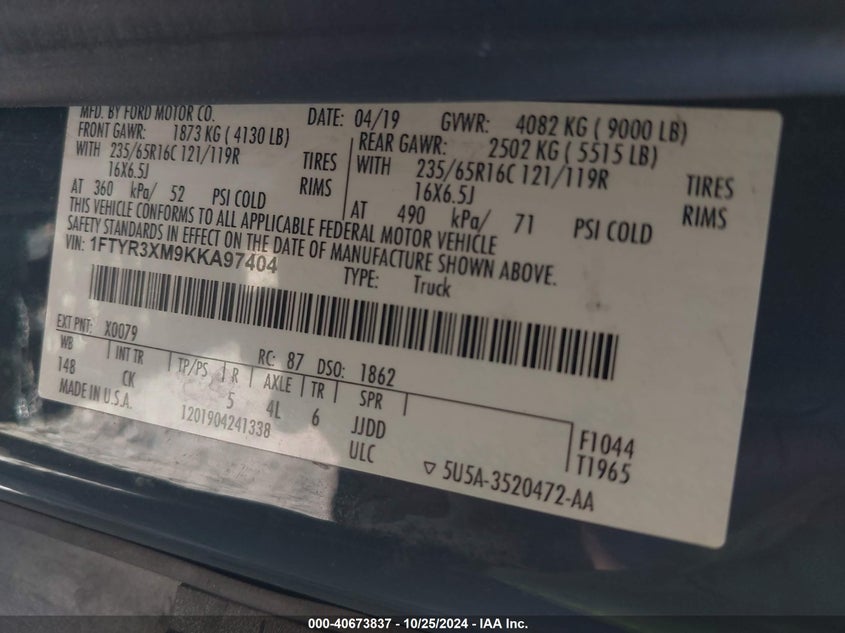 MFD. BY FORD MOTOR CO. DATE: 04/19 GVWR: 4082 KG ( 9000 LB)
FRONT GAWR: 1873 KG ( 4130 LB) REAR GAWR: 2502 KG ( 5515 LB)
WITH 235/65R16C 121/119R TIRES WITH 235/65R16C 121/119R TIRES
16X6.5J RIMS 16X6.5J RIMS
AT 360 kPa/ 52 PSI COLD AT 490 kPa/ 71 PSI COLD
THIS VEHICLE CONFORMS TO ALL APPLICABLE FEDERAL MOTOR VEHICLE
SAFETY STANDARDS IN EFFECT ON THE DATE OF MANUFACTURE SHOWN ABOVE.
VIN: 1FTYR3XM9KKA97404 TYPE: Truck
EXT PNT: X0079 RC: 87 DSO: 1862
WB INT TR TP/PS R AXLE TR SPR
148 CK 5 4L 6 JJDD
MADE IN U.S.A. 1201904241338 ULC
F1044
T1965
▽ 5U5A-3520472-AA
000-40673837 - 10/25/2024 - IAA Inc.